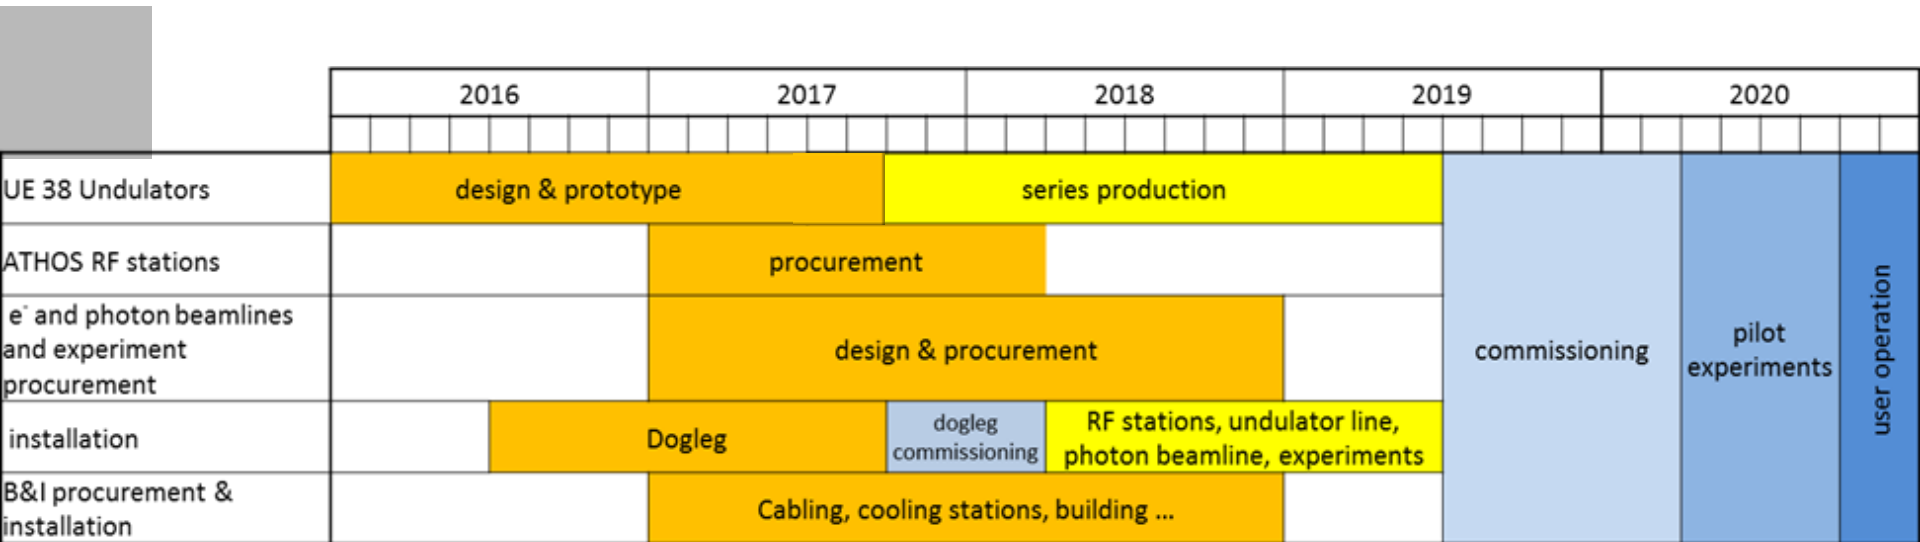 2016 2017 2018 2019 2020
UE 38 Undulators
design & prototype
series production
ATHOS RF stations
procurement
e- and photon beamlines
and experiment
procurement
design & procurement
installation
Dogleg
dogleg
commissioning
RF stations, undulator line,
photon beamline, experiments
B&I procurement &
installation
Cabling, cooling stations, building ...
commissioning
pilot
experiments
user operation